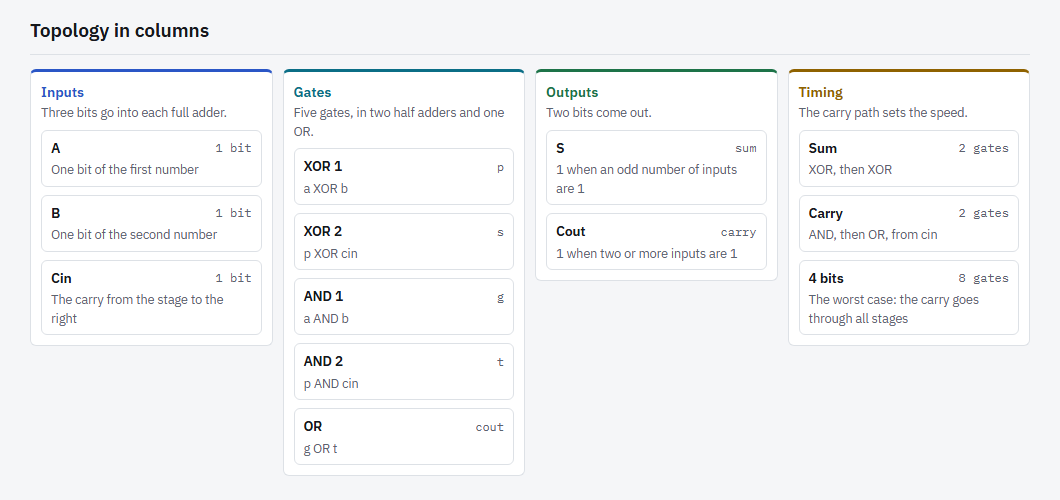 Topology in columns
Inputs
Three bits go into each full adder.
A 1 bit
One bit of the first number
B 1 bit
One bit of the second number
Cin 1 bit
The carry from the stage to the
right
Gates
Five gates, in two half adders and one
OR.
XOR 1 p
a XOR b
XOR 2 s
p XOR cin
AND 1 g
a AND b
AND 2 t
p AND cin
OR cout
g OR t
Outputs
Two bits come out.
S sum
1 when an odd number of inputs
are 1
Cout carry
1 when two or more inputs are 1
Timing
The carry path sets the speed.
Sum 2 gates
XOR, then XOR
Carry 2 gates
AND, then OR, from cin
4 bits 8 gates
The worst case: the carry goes
through all stages